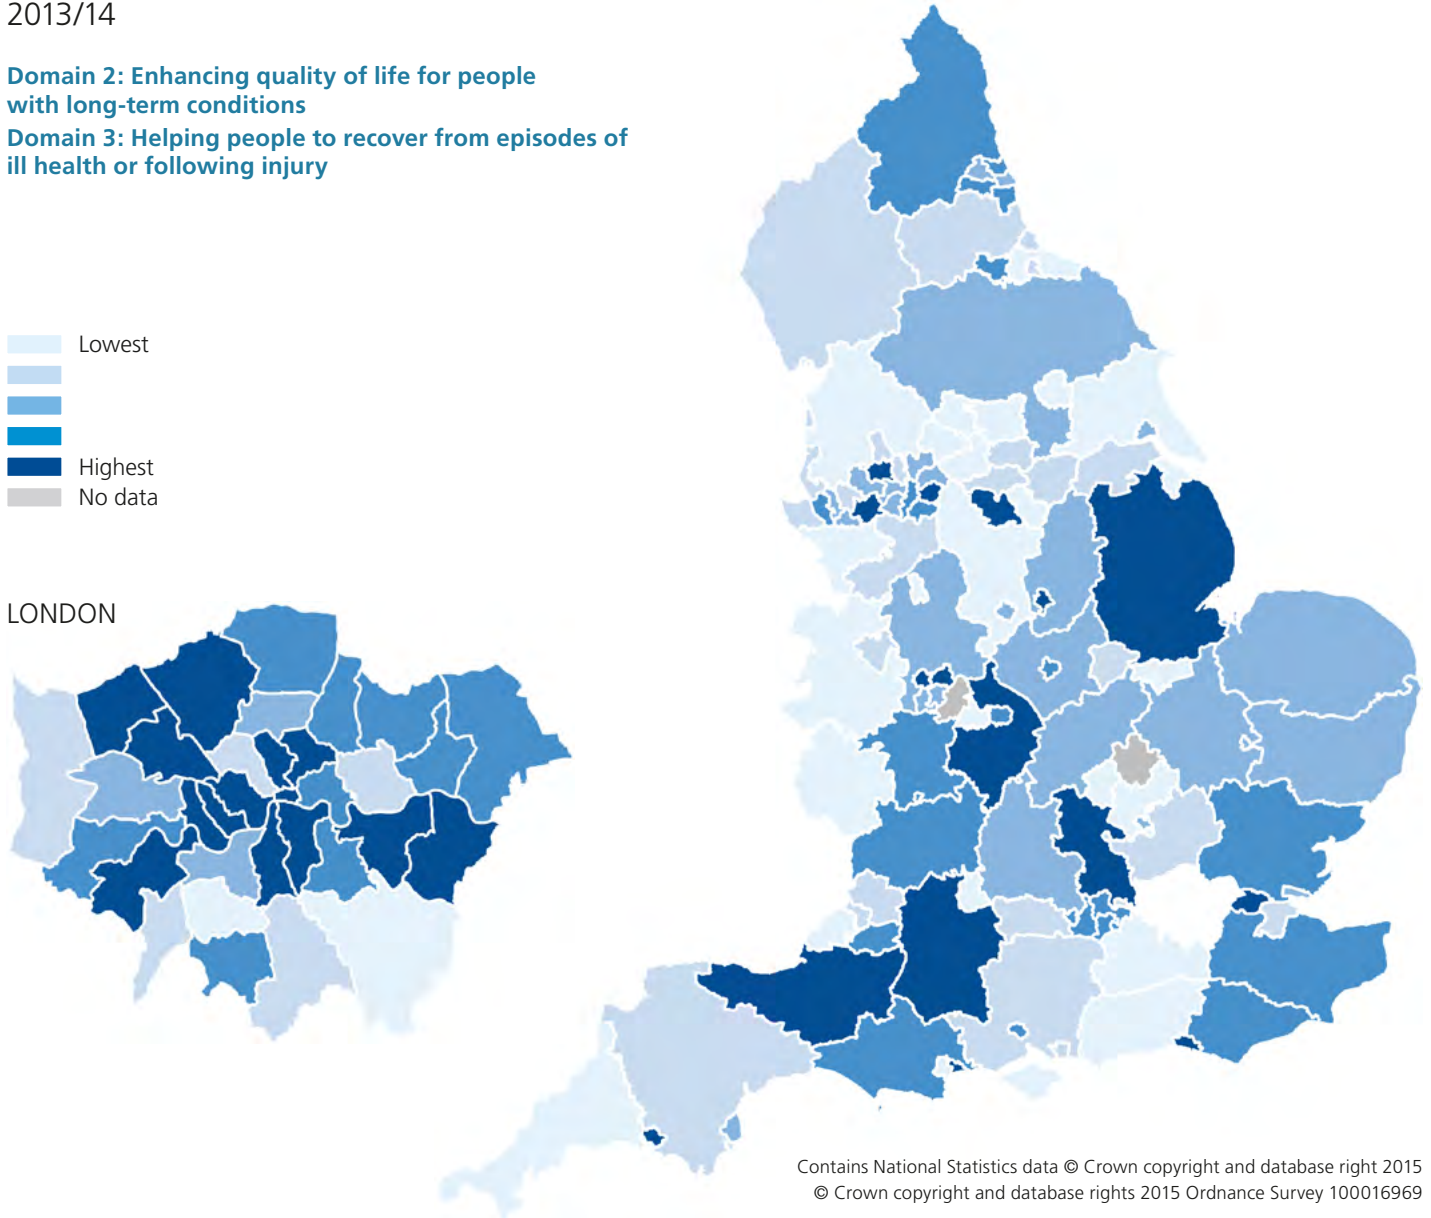 2013/14
Domain 2: Enhancing quality of life for people
with long-term conditions
Domain 3: Helping people to recover from episodes of
ill health or following injury
Lowest
Highest
No data
LONDON
Contains National Statistics data © Crown copyright and database right 2015
© Crown copyright and database rights 2015 Ordnance Survey 100016969